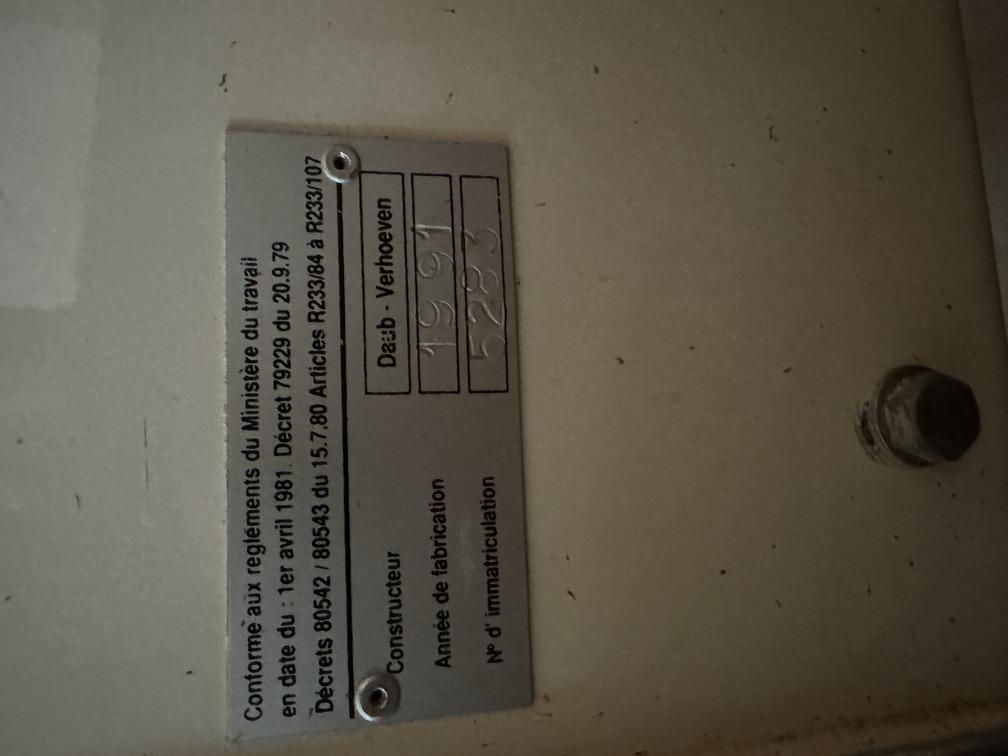 Conforme aux reglements du Ministère du travail
en date du : 1er avril 1981. Décret 79229 du 20.9.79
Décrets 80542 / 80543 du 15.7.80 Articles R233/84 à R233/107
Constructeur Daub - Verhoeven
Année de fabrication 1991
N° d' immatriculation 5283